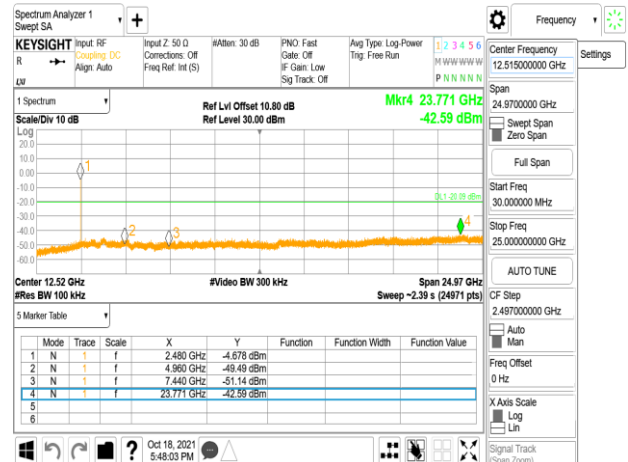 Spectrum Analyzer 1
Swept SA
Frequency
KEYSIGHT
R
Input: RF
Coupling: DC
Align: Auto
Input Z: 50 Ω
Corrections: Off
Freq Ref: Int (S)
#Atten: 30 dB
PNO: Fast
Gate: Off
IF Gain: Low
Sig Track: Off
Avg Type: Log-Power
Trig: Free Run
1 2 3 4 5 6
M W W W W W
P N N N N N
Center Frequency
12.515000000 GHz
Settings
Span
24.9700000 GHz
Swept Span
Zero Span
Full Span
Start Freq
30.000000 MHz
Stop Freq
25.000000000 GHz
AUTO TUNE
CF Step
2.497000000 GHz
Auto
Man
Freq Offset
0 Hz
X Axis Scale
Log
Lin
Signal Track
(Span Zoom)
1 Spectrum
Scale/Div 10 dB
Log
Ref Lvl Offset 10.80 dB
Ref Level 30.00 dBm
Mkr4 23.771 GHz
-42.59 dBm
20.0
10.0
0.00
-10.0
-20.0
-30.0
-40.0
-50.0
-60.0
1
2
3
4
DL1 -20.09 dBm
Center 12.52 GHz
#Res BW 100 kHz
#Video BW 300 kHz
Span 24.97 GHz
Sweep ~2.39 s (24971 pts)
5 Marker Table
Mode Trace Scale X Y Function Function Width Function Value
1 N 1 f 2.480 GHz -4.678 dBm
2 N 1 f 4.960 GHz -49.49 dBm
3 N 1 f 7.440 GHz -51.14 dBm
4 N 1 f 23.771 GHz -42.59 dBm
5
6
?
Oct 18, 2021
5:48:03 PM